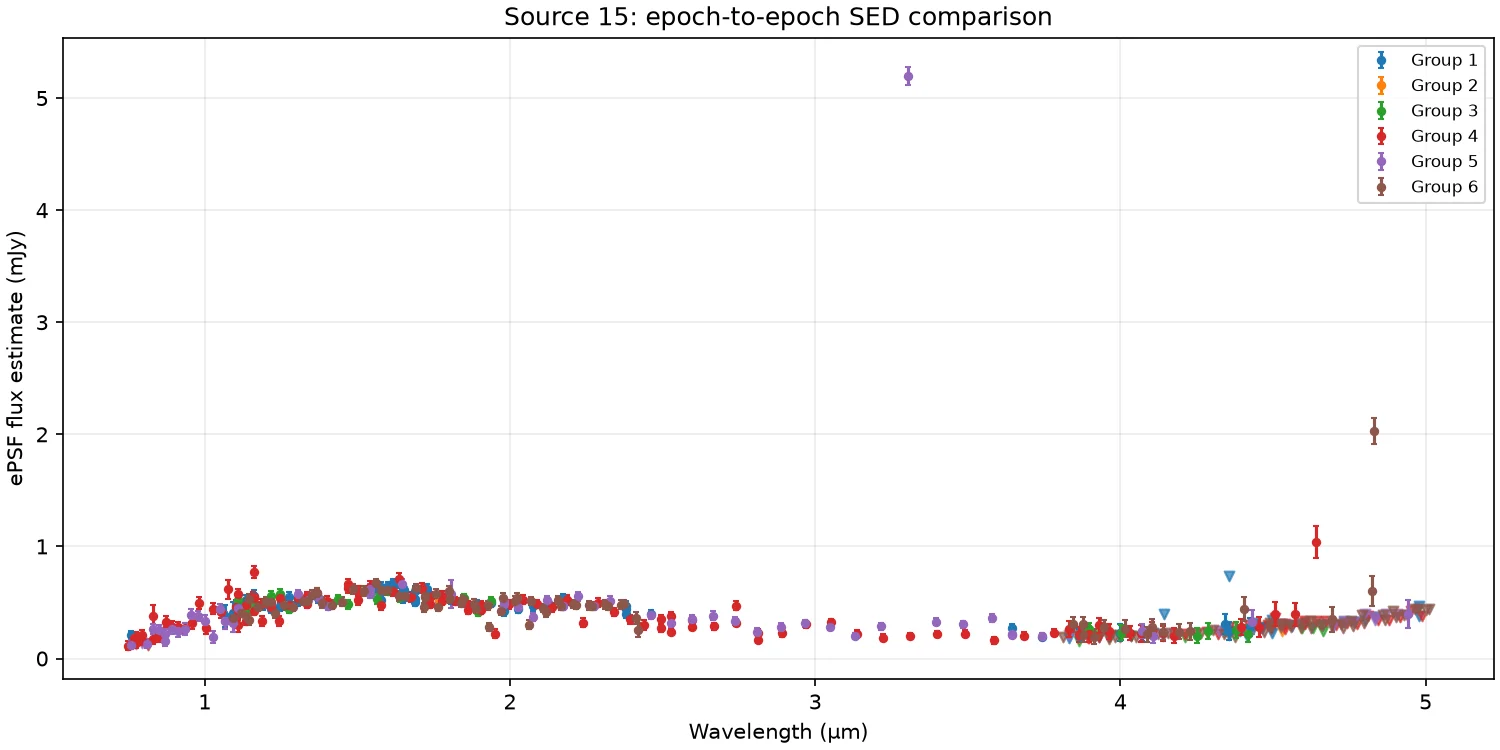 Source 15: epoch-to-epoch SED comparison
ePSF flux estimate (mJy)
5
4
3
2
1
0
1 2 3 4 5
Wavelength (μm)
Group 1
Group 2
Group 3
Group 4
Group 5
Group 6